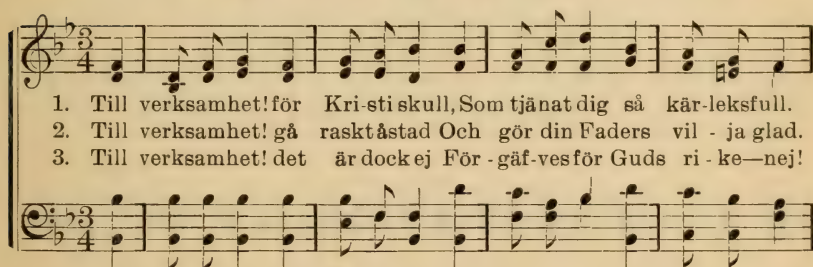 1. Till verksamhet! för Kri-sti skull, Som tjänat dig så kär-leksfull.
2. Till verksamhet! gå raskt åstad Och gör din Faders vil - ja glad.
3. Till verksamhet! det är dock ej För - gäf-ves för Guds ri - ke—nej!